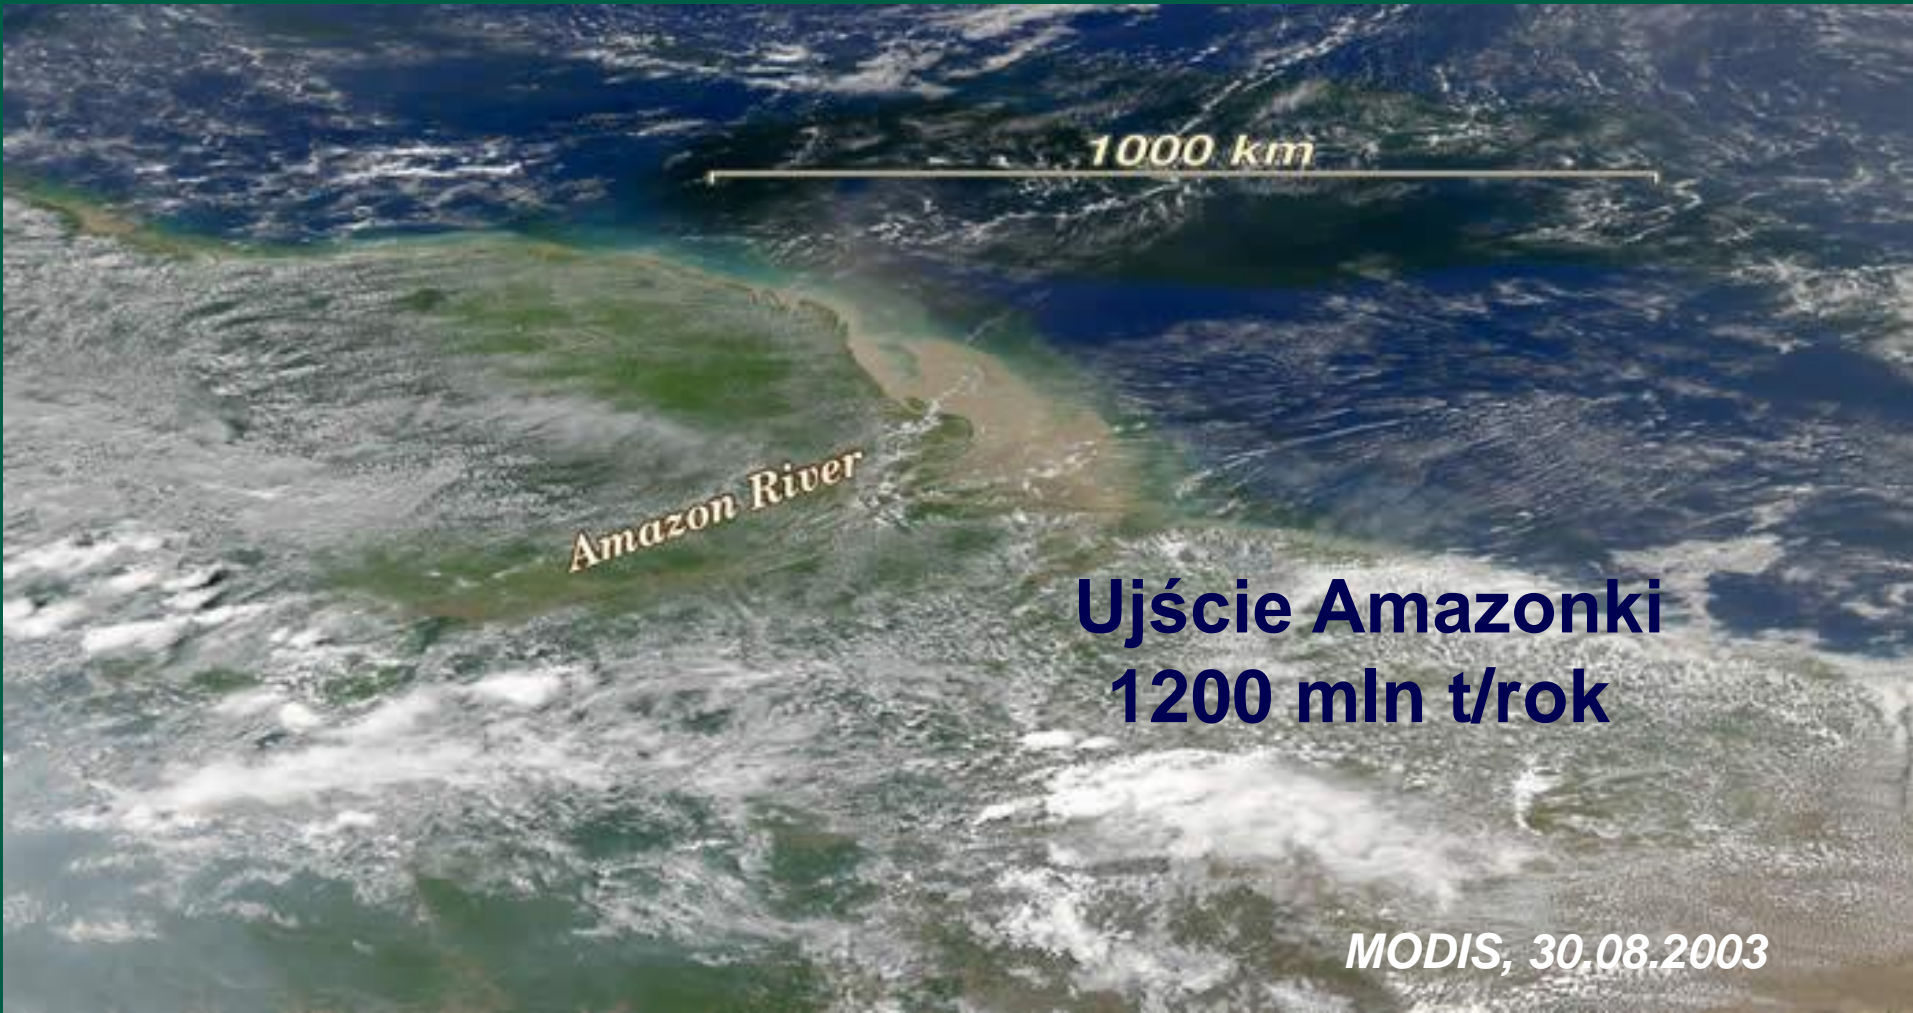 1000 km
Amazon River
Ujście Amazonki
1200 mln t/rok
MODIS, 30.08.2003